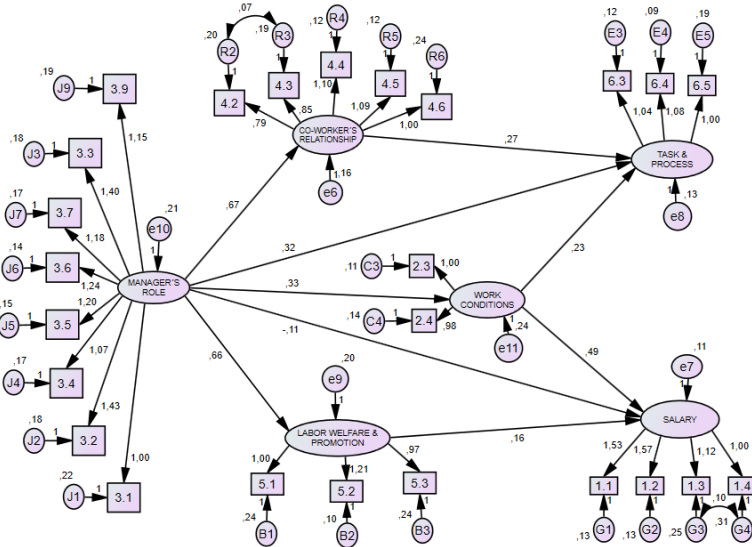 ,07
,20
R2
,19
R3
,12
R4
,12
R5
,24
R6
1
1
1
1
1
4.2
4.3
4.4
4.5
4.6
,79
,85
1,10
1,09
1,00
CO-WORKER'S
RELATIONSHIP
1,16
e6
,12
E3
,09
E4
,19
E5
1
1
1
6.3
6.4
6.5
1,04
1,08
1,00
TASK &
PROCESS
1
,13
e8
,19
J9
1
3.9
1,15
,18
J3
1
3.3
1,40
,17
J7
1
3.7
1,18
,14
J6
1
3.6
1,24
,15
J5
1
3.5
1,20
,17
J4
1
3.4
1,07
,18
J2
1
3.2
1,43
,22
J1
1
3.1
1,00
,21
e10
1
MANAGER'S
ROLE
,67
,27
,32
,33
,23
-,11
,66
,49
,16
,11
C3
1
2.3
1,00
,14
C4
1
2.4
,98
WORK
CONDITIONS
1
,24
e11
,20
e9
1
LABOR WELFARE &
PROMOTION
1,00
1,21
,97
5.1
5.2
5.3
1
1
1
,24
B1
,10
B2
,24
B3
,11
e7
1
SALARY
1,53
1,57
1,12
1,00
1.1
1.2
1.3
1.4
1
1
1
1
,10
,13
G1
,13
G2
,25
G3
,31
G4